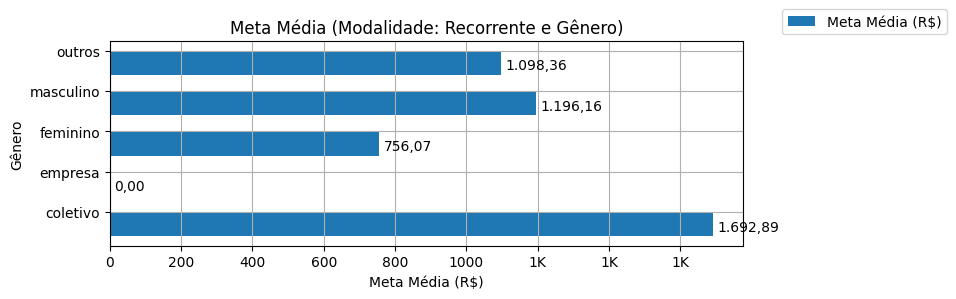 Meta Média (Modalidade: Recorrente e Gênero)
Meta Média (R$)
Gênero
outros
1.098,36
masculino
1.196,16
feminino
756,07
empresa
0,00
coletivo
1.692,89
0 200 400 600 800 1000 1K 1K 1K
Meta Média (R$)